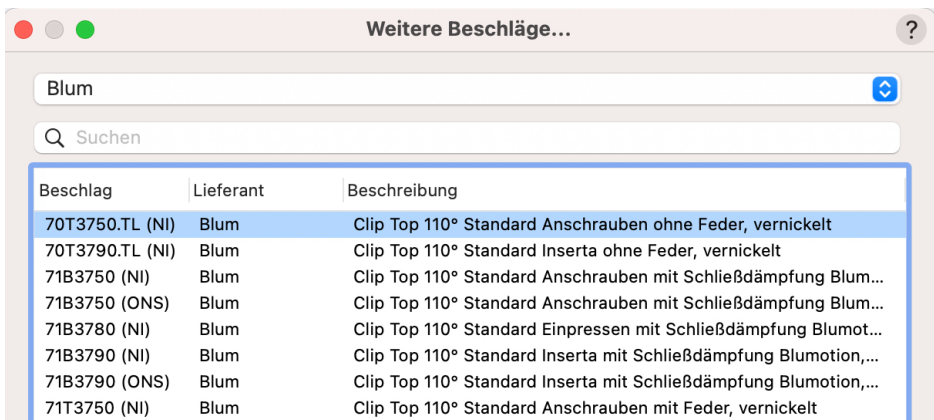 Weitere Beschläge...
?
Blum
Suchen
Beschlag Lieferant Beschreibung
70T3750.TL (NI) Blum Clip Top 110° Standard Anschrauben ohne Feder, vernickelt
70T3790.TL (NI) Blum Clip Top 110° Standard Inserta ohne Feder, vernickelt
71B3750 (NI) Blum Clip Top 110° Standard Anschrauben mit Schließdämpfung Blum...
71B3750 (ONS) Blum Clip Top 110° Standard Anschrauben mit Schließdämpfung Blum...
71B3780 (NI) Blum Clip Top 110° Standard Einpressen mit Schließdämpfung Blumot...
71B3790 (NI) Blum Clip Top 110° Standard Inserta mit Schließdämpfung Blumotion,...
71B3790 (ONS) Blum Clip Top 110° Standard Inserta mit Schließdämpfung Blumotion,...
71T3750 (NI) Blum Clip Top 110° Standard Anschrauben mit Feder, vernickelt